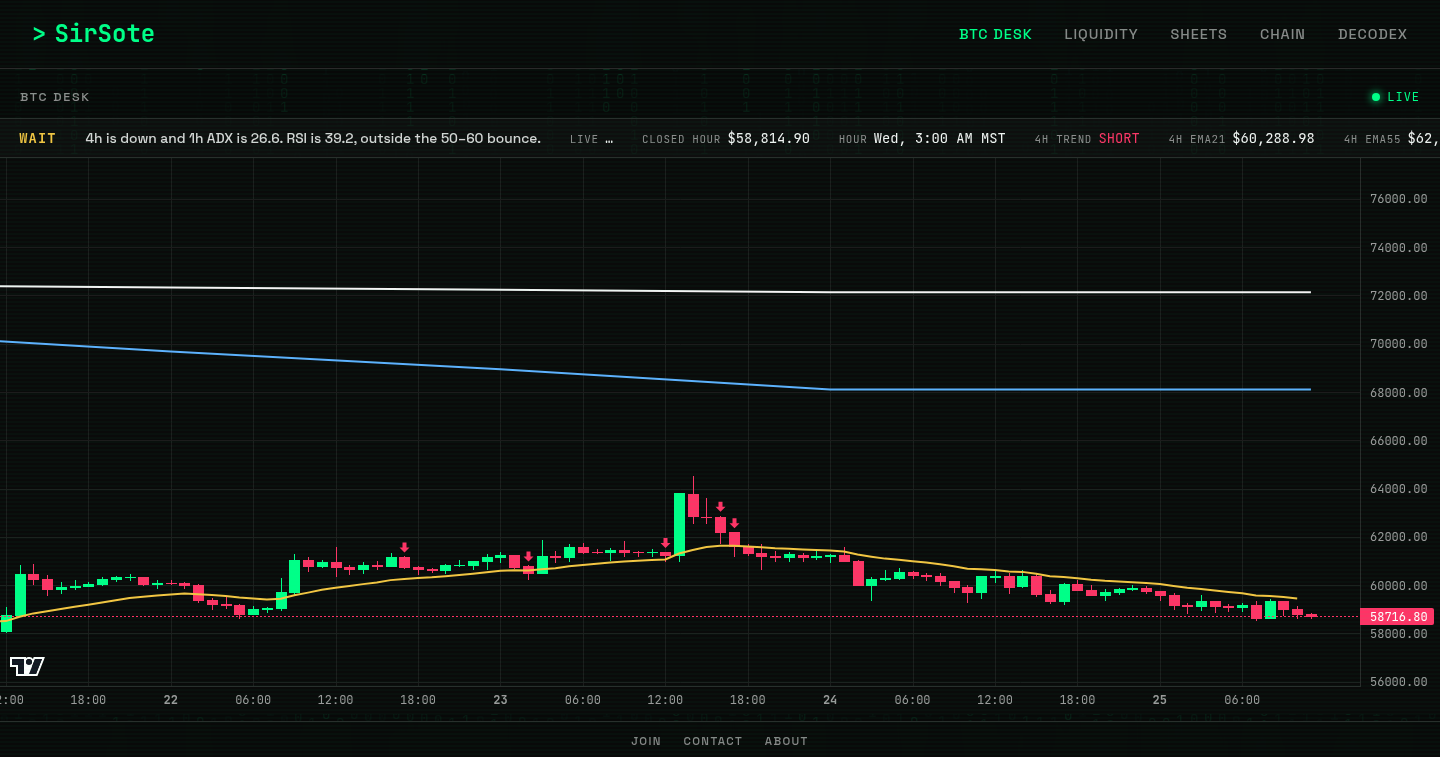 > SirSote
BTC DESK LIQUIDITY SHEETS CHAIN DECODEX
BTC DESK
LIVE
WAIT 4h is down and 1h ADX is 26.6. RSI is 39.2, outside the 50–60 bounce. LIVE … CLOSED HOUR $58,814.90 HOUR Wed, 3:00 AM MST 4H TREND SHORT 4H EMA21 $60,288.98 4H EMA55 $62,
76000.00
74000.00
72000.00
70000.00
68000.00
66000.00
64000.00
62000.00
60000.00
58716.80
58000.00
56000.00
2:00 18:00 22 06:00 12:00 18:00 23 06:00 12:00 18:00 24 06:00 12:00 18:00 25 06:00
JOIN CONTACT ABOUT